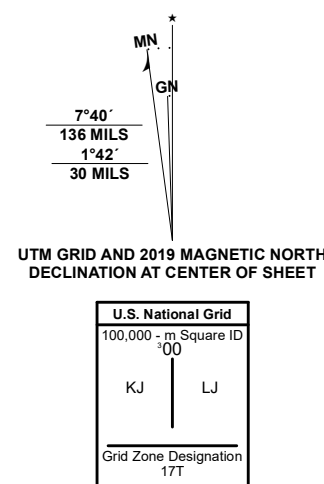 ★
MN
GN
7°40´
136 MILS
1°42´
30 MILS
UTM GRID AND 2019 MAGNETIC NORTH
DECLINATION AT CENTER OF SHEET
U.S. National Grid
100,000 - m Square ID
³00
KJ LJ
Grid Zone Designation
17T